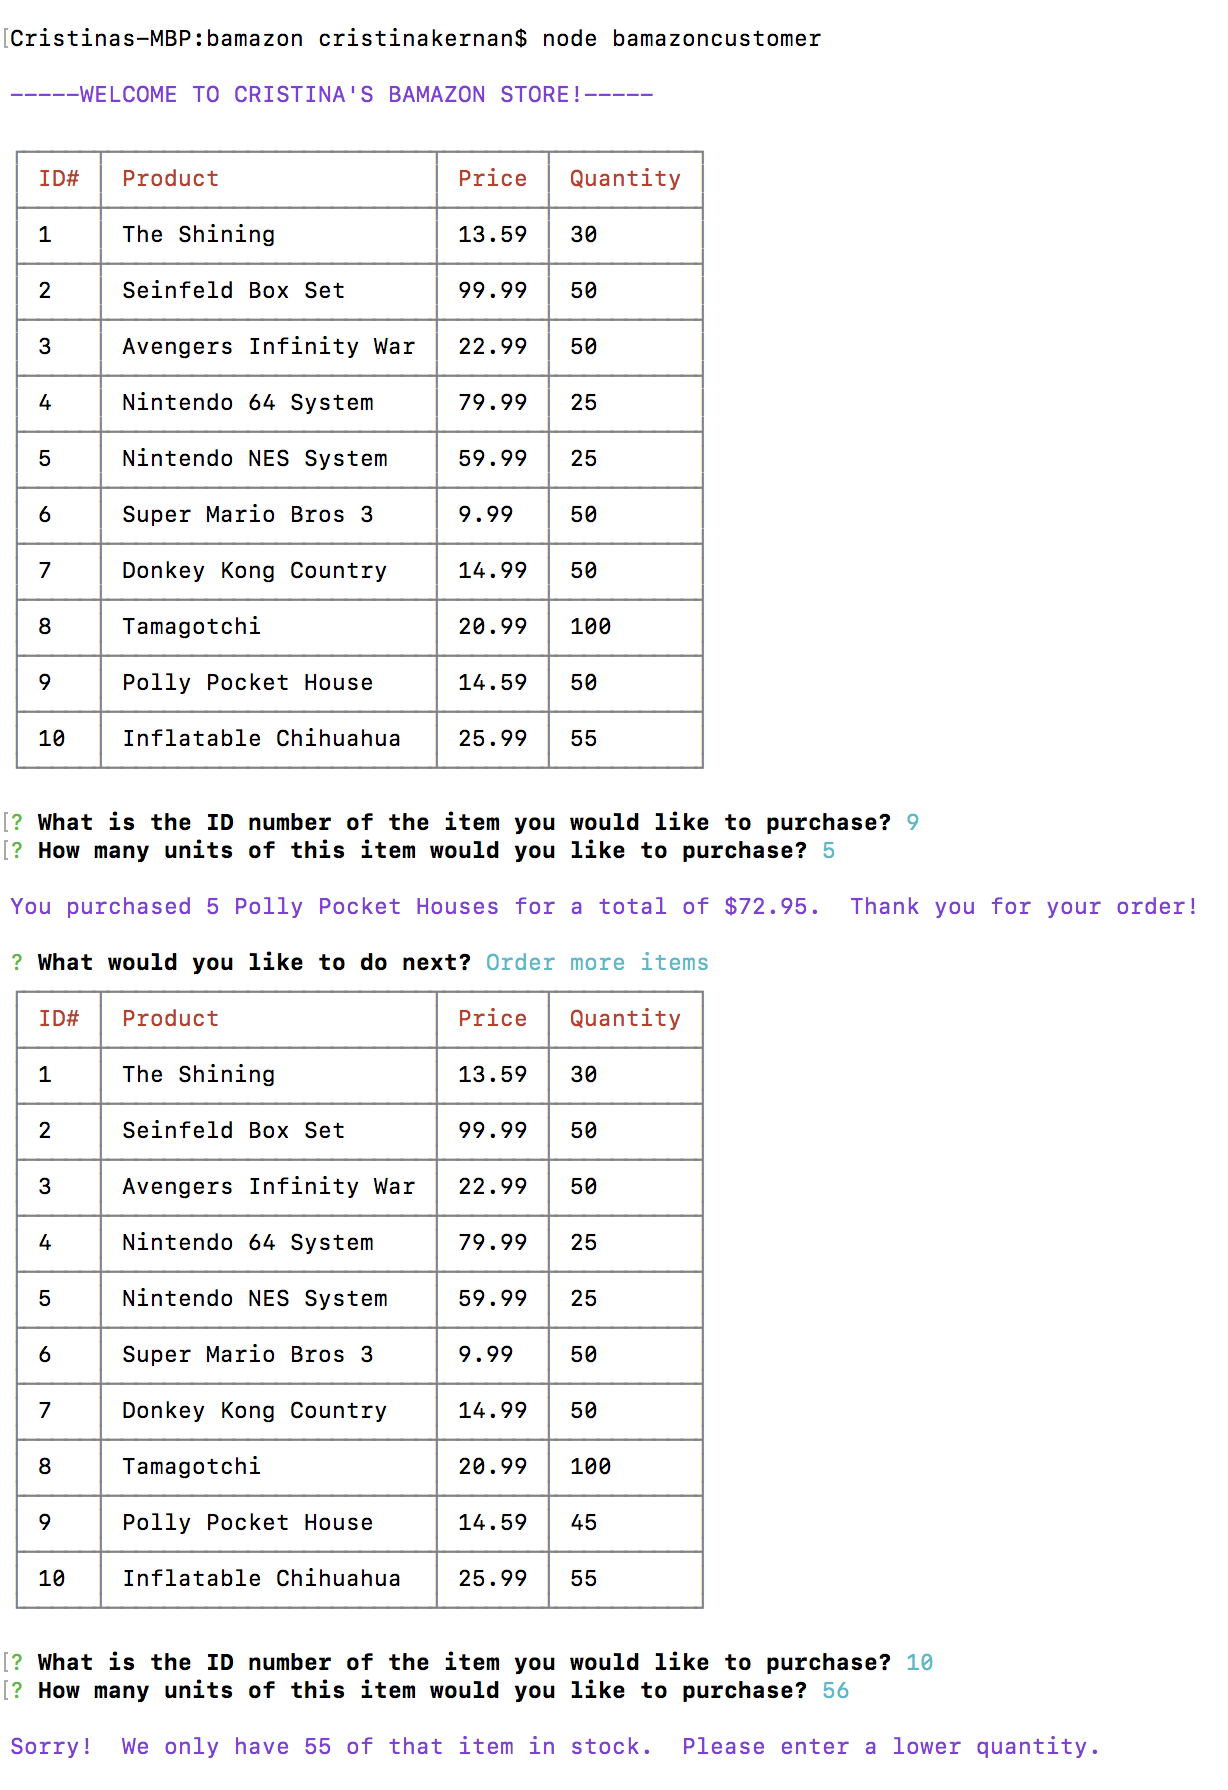 [Cristinas-MBP:bamazon cristinakernan$ node bamazoncustomer
-----WELCOME TO CRISTINA'S BAMAZON STORE!-----
ID# Product Price Quantity
1 The Shining 13.59 30
2 Seinfeld Box Set 99.99 50
3 Avengers Infinity War 22.99 50
4 Nintendo 64 System 79.99 25
5 Nintendo NES System 59.99 25
6 Super Mario Bros 3 9.99 50
7 Donkey Kong Country 14.99 50
8 Tamagotchi 20.99 100
9 Polly Pocket House 14.59 50
10 Inflatable Chihuahua 25.99 55
[? What is the ID number of the item you would like to purchase? 9
[? How many units of this item would you like to purchase? 5
You purchased 5 Polly Pocket Houses for a total of $72.95.  Thank you for your order!
? What would you like to do next? Order more items
ID# Product Price Quantity
1 The Shining 13.59 30
2 Seinfeld Box Set 99.99 50
3 Avengers Infinity War 22.99 50
4 Nintendo 64 System 79.99 25
5 Nintendo NES System 59.99 25
6 Super Mario Bros 3 9.99 50
7 Donkey Kong Country 14.99 50
8 Tamagotchi 20.99 100
9 Polly Pocket House 14.59 45
10 Inflatable Chihuahua 25.99 55
[? What is the ID number of the item you would like to purchase? 10
[? How many units of this item would you like to purchase? 56
Sorry!  We only have 55 of that item in stock.  Please enter a lower quantity.